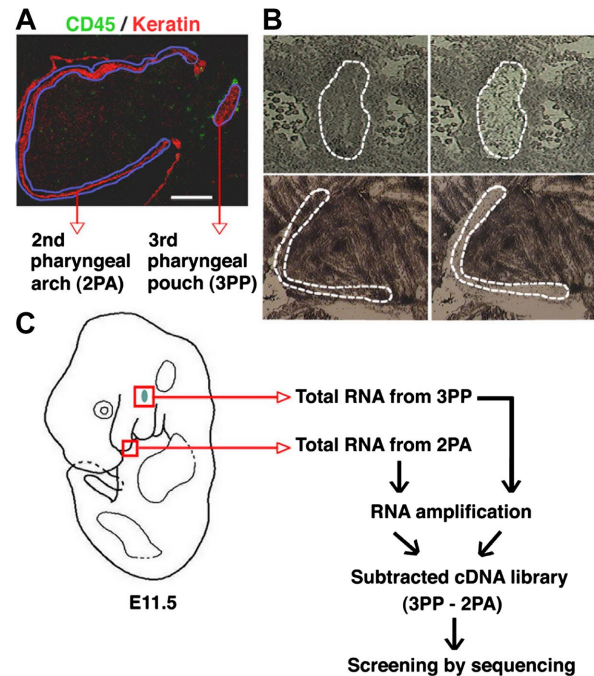 A
CD45 / Keratin
2nd
pharyngeal
arch (2PA)
3rd
pharyngeal
pouch (3PP)
B
C
E11.5
Total RNA from 3PP
Total RNA from 2PA
RNA amplification
Subtracted cDNA library
(3PP - 2PA)
Screening by sequencing